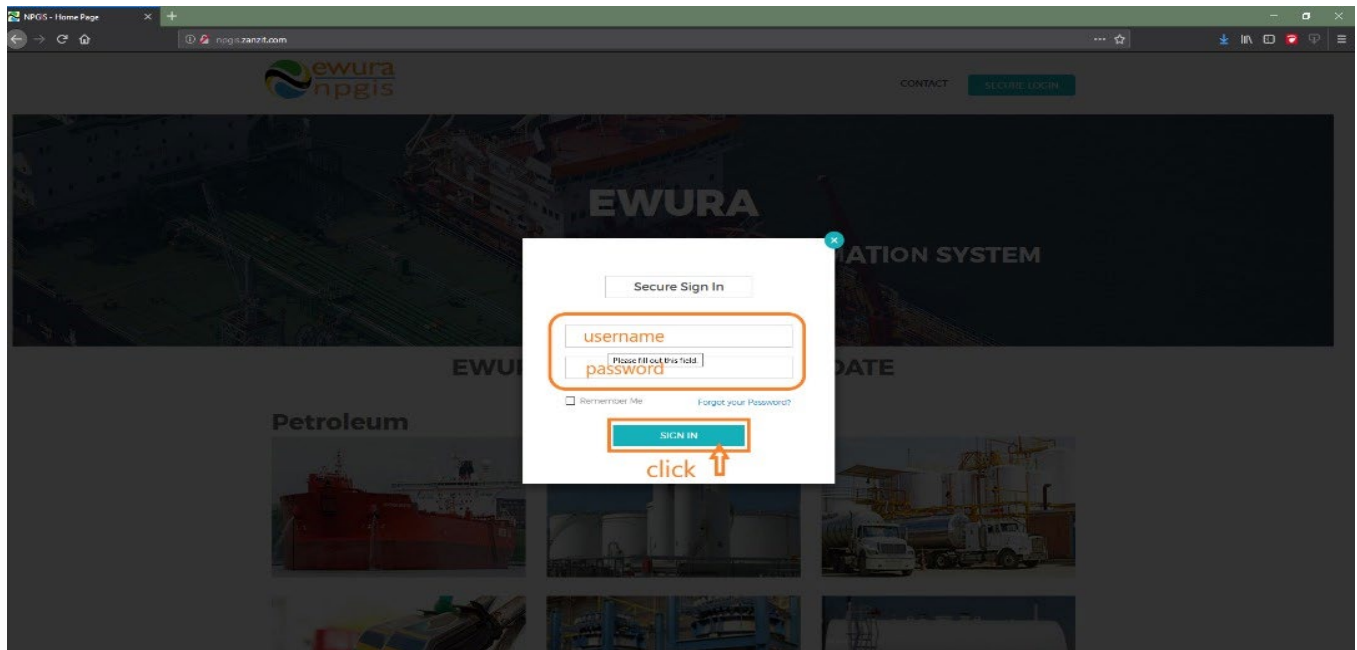 NPGIS - Home Page
npgis.zanzit.com
ewura
npgis
CONTACT
SECURE LOGIN
EWURA
ATION SYSTEM
Secure Sign In
username
Please fill out this field.
password
Remember Me
Forgot your Password?
SIGN IN
click
EWU
DATE
Petroleum